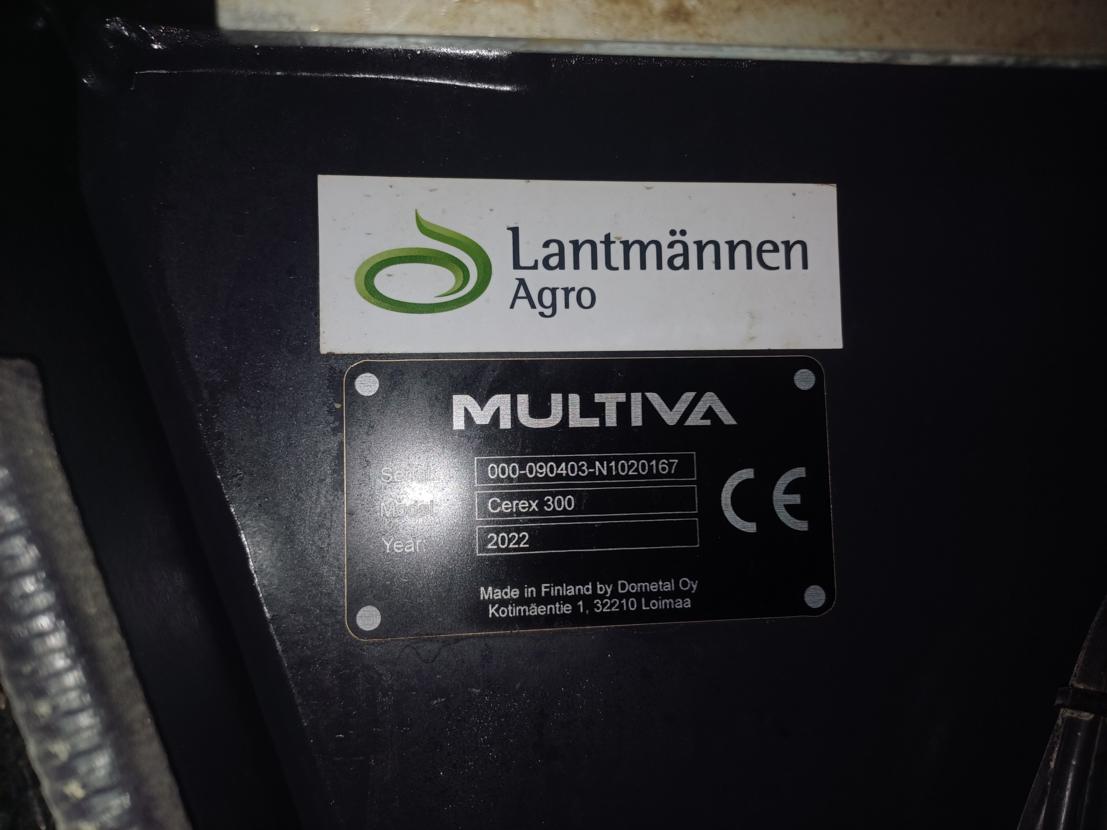 Lantmännen
Agro
MULTIVA
Serial: 000-090403-N1020167
Model: Cerex 300
Year: 2022
CE
Made in Finland by Dometal Oy
Kotimäentie 1, 32210 Loimaa